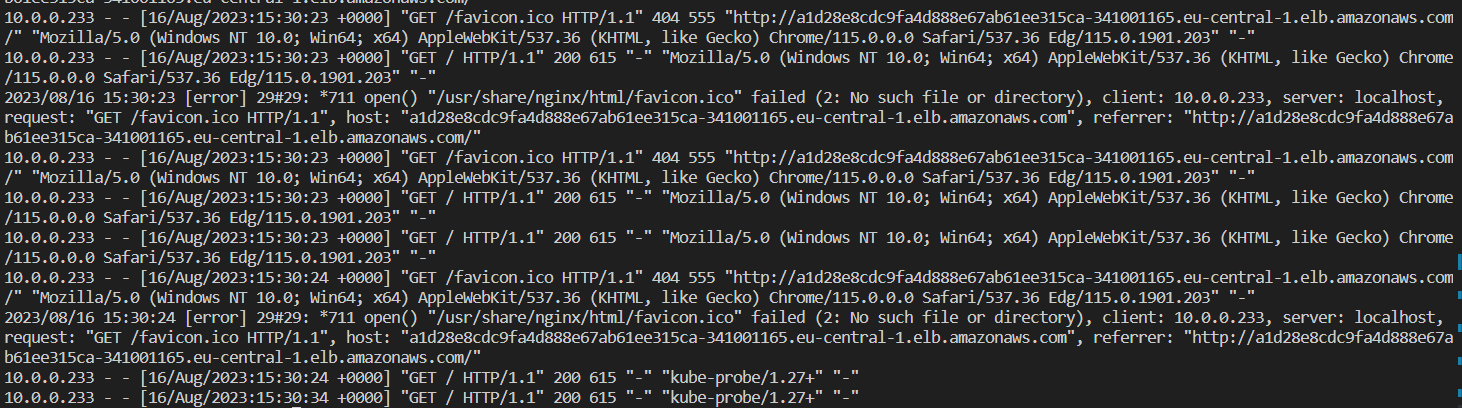 10.0.0.233 - - [16/Aug/2023:15:30:23 +0000] "GET /favicon.ico HTTP/1.1" 404 555 "http://a1d28e8cdc9fa4d888e67ab61ee315ca-341001165.eu-central-1.elb.amazonaws.com
/" "Mozilla/5.0 (Windows NT 10.0; Win64; x64) AppleWebKit/537.36 (KHTML, like Gecko) Chrome/115.0.0.0 Safari/537.36 Edg/115.0.1901.203" "-"
10.0.0.233 - - [16/Aug/2023:15:30:23 +0000] "GET / HTTP/1.1" 200 615 "-" "Mozilla/5.0 (Windows NT 10.0; Win64; x64) AppleWebKit/537.36 (KHTML, like Gecko) Chrome
/115.0.0.0 Safari/537.36 Edg/115.0.1901.203" "-"
2023/08/16 15:30:23 [error] 29#29: *711 open() "/usr/share/nginx/html/favicon.ico" failed (2: No such file or directory), client: 10.0.0.233, server: localhost,
request: "GET /favicon.ico HTTP/1.1", host: "a1d28e8cdc9fa4d888e67ab61ee315ca-341001165.eu-central-1.elb.amazonaws.com", referrer: "http://a1d28e8cdc9fa4d888e67a
b61ee315ca-341001165.eu-central-1.elb.amazonaws.com/"
10.0.0.233 - - [16/Aug/2023:15:30:23 +0000] "GET /favicon.ico HTTP/1.1" 404 555 "http://a1d28e8cdc9fa4d888e67ab61ee315ca-341001165.eu-central-1.elb.amazonaws.com
/" "Mozilla/5.0 (Windows NT 10.0; Win64; x64) AppleWebKit/537.36 (KHTML, like Gecko) Chrome/115.0.0.0 Safari/537.36 Edg/115.0.1901.203" "-"
10.0.0.233 - - [16/Aug/2023:15:30:23 +0000] "GET / HTTP/1.1" 200 615 "-" "Mozilla/5.0 (Windows NT 10.0; Win64; x64) AppleWebKit/537.36 (KHTML, like Gecko) Chrome
/115.0.0.0 Safari/537.36 Edg/115.0.1901.203" "-"
10.0.0.233 - - [16/Aug/2023:15:30:23 +0000] "GET / HTTP/1.1" 200 615 "-" "Mozilla/5.0 (Windows NT 10.0; Win64; x64) AppleWebKit/537.36 (KHTML, like Gecko) Chrome
/115.0.0.0 Safari/537.36 Edg/115.0.1901.203" "-"
10.0.0.233 - - [16/Aug/2023:15:30:24 +0000] "GET /favicon.ico HTTP/1.1" 404 555 "http://a1d28e8cdc9fa4d888e67ab61ee315ca-341001165.eu-central-1.elb.amazonaws.com
/" "Mozilla/5.0 (Windows NT 10.0; Win64; x64) AppleWebKit/537.36 (KHTML, like Gecko) Chrome/115.0.0.0 Safari/537.36 Edg/115.0.1901.203" "-"
2023/08/16 15:30:24 [error] 29#29: *711 open() "/usr/share/nginx/html/favicon.ico" failed (2: No such file or directory), client: 10.0.0.233, server: localhost,
request: "GET /favicon.ico HTTP/1.1", host: "a1d28e8cdc9fa4d888e67ab61ee315ca-341001165.eu-central-1.elb.amazonaws.com", referrer: "http://a1d28e8cdc9fa4d888e67a
b61ee315ca-341001165.eu-central-1.elb.amazonaws.com/"
10.0.0.233 - - [16/Aug/2023:15:30:24 +0000] "GET / HTTP/1.1" 200 615 "-" "kube-probe/1.27+" "-"
10.0.0.233 - - [16/Aug/2023:15:30:34 +0000] "GET / HTTP/1.1" 200 615 "-" "kube-probe/1.27+" "-"